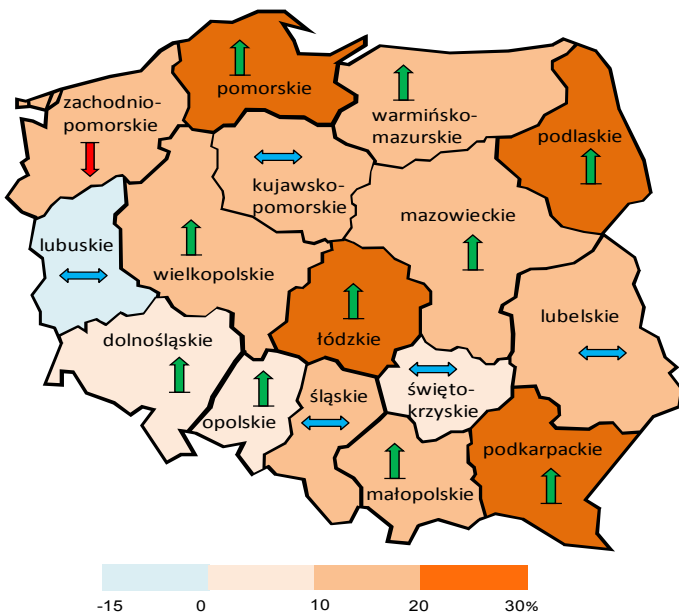 pomorskie
zachodnio-
pomorskie
warmińsko-
mazurskie
podlaskie
kujawsko-
pomorskie
mazowieckie
lubuskie
wielkopolskie
lubelskie
łódzkie
dolnośląskie
śląskie
święto-
krzyskie
opolskie
podkarpackie
małopolskie
-15 0 10 20 30%